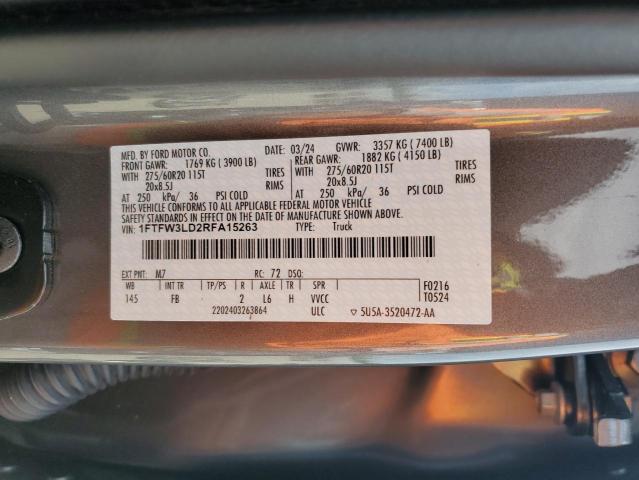 MFD. BY FORD MOTOR CO. DATE: 03/24 GVWR: 3357 KG ( 7400 LB)
FRONT GAWR: 1769 KG ( 3900 LB) REAR GAWR: 1882 KG ( 4150 LB)
WITH 275/60R20 115T TIRES WITH 275/60R20 115T TIRES
20x8.5J RIMS 20x8.5J RIMS
AT 250 kPa/ 36 PSI COLD AT 250 kPa/ 36 PSI COLD
THIS VEHICLE CONFORMS TO ALL APPLICABLE FEDERAL MOTOR VEHICLE
SAFETY STANDARDS IN EFFECT ON THE DATE OF MANUFACTURE SHOWN ABOVE.
VIN: 1FTFW3LD2RFA15263 TYPE: Truck
EXT PNT: M7 RC: 72 DSO: F0216
WB INT TR TP/PS R AXLE TR SPR T0524
145 FB 2 L6 H VVCC
2202403263864 ULC ▽ 5U5A-3520472-AA